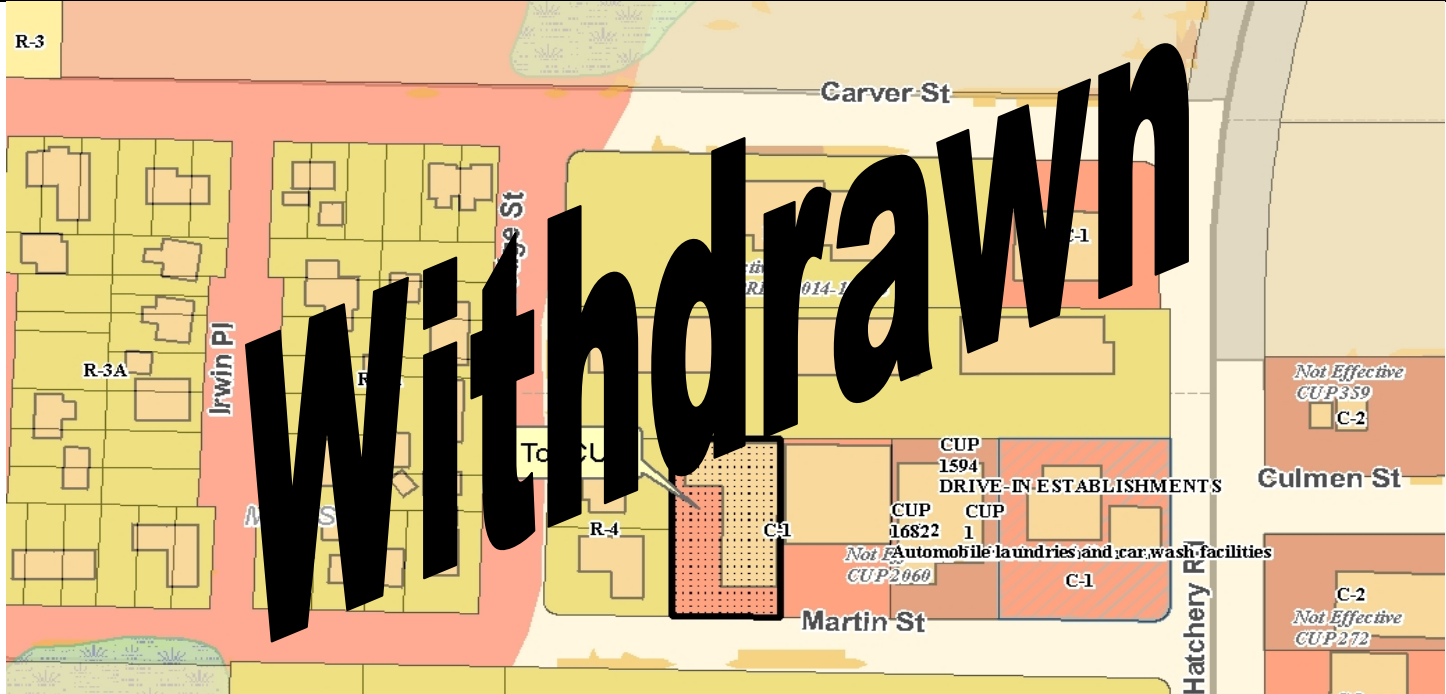 R-3
Carver St
C-1
Irwin Pl
R-3A
Withdrawn
Not Effective
CUP359
C-2
To CU
CUP
1594
DRIVE-IN ESTABLISHMENTS
Culmen St
R-4
C-1
CUP
16822
CUP
1
Automobile laundries and car wash facilities
CUP2060
C-1
Martin St
Hatchery Rd
C-2
Not Effective
CUP272